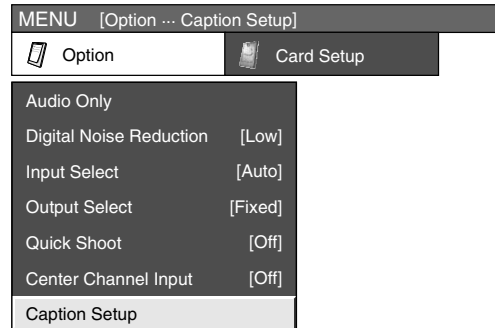 MENU [Option ··· Caption Setup]
Option Card Setup
Audio Only
Digital Noise Reduction [Low]
Input Select [Auto]
Output Select [Fixed]
Quick Shoot [Off]
Center Channel Input [Off]
Caption Setup